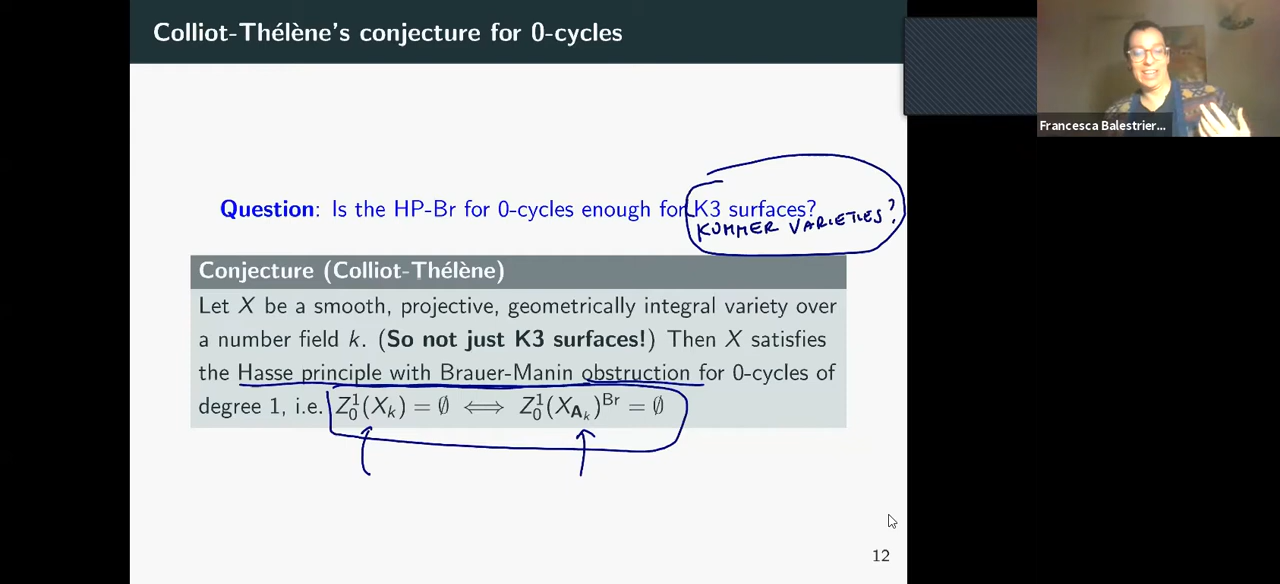 Colliot-Thélène's conjecture for 0-cycles
Francesca Balestrier...
Question: Is the HP-Br for 0-cycles enough for K3 surfaces?
KUMMER VARIETIES?
Conjecture (Colliot-Thélène)
Let X be a smooth, projective, geometrically integral variety over
a number field k. (So not just K3 surfaces!) Then X satisfies
the Hasse principle with Brauer-Manin obstruction for 0-cycles of
degree 1, i.e. Z₀¹(X_k) = ∅ ⟺ Z₀¹(X_{A_k})^{Br} = ∅
12